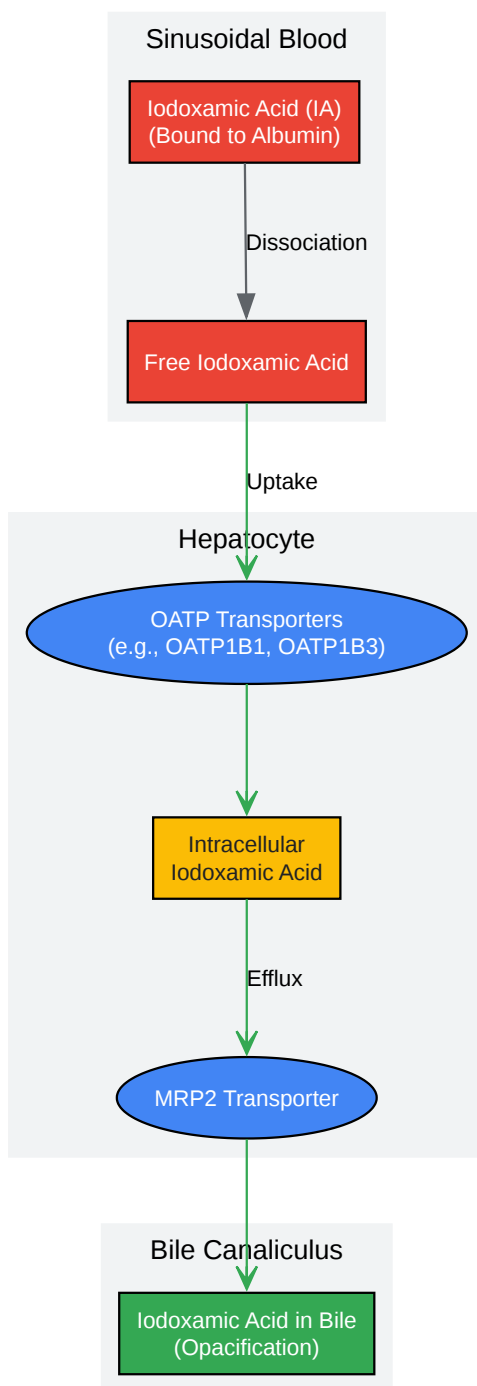 Sinusoidal Blood
Iodoxamic Acid (IA)
(Bound to Albumin)
Dissociation
Free Iodoxamic Acid
Uptake
Hepatocyte
OATP Transporters
(e.g., OATP1B1, OATP1B3)
Intracellular
Iodoxamic Acid
Efflux
MRP2 Transporter
Bile Canaliculus
Iodoxamic Acid in Bile
(Opacification)